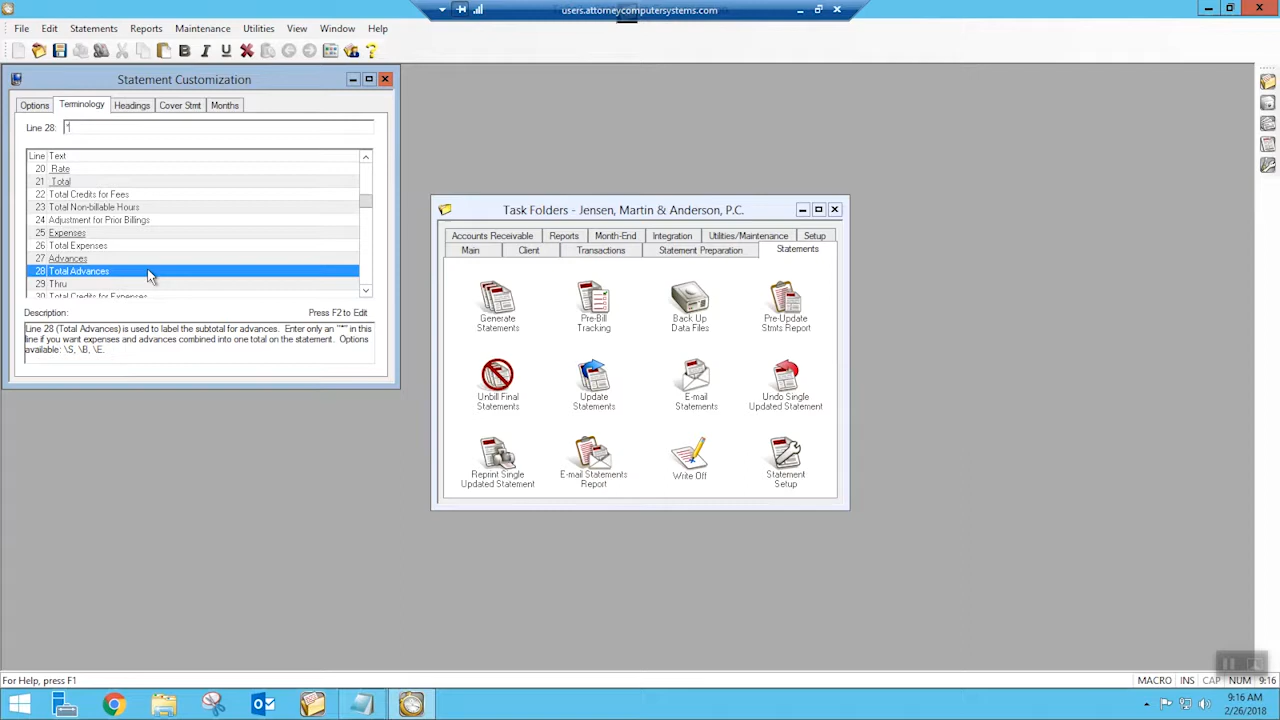 users.attorneycomputersystems.com
File Edit Statements Reports Maintenance Utilities View Window Help
Statement Customization
Options Terminology Headings Cover Stmt Months
Line 28: "
Line Text
20 Rate
21 Total
22 Total Credits for Fees
23 Total Non-billable Hours
24 Adjustment for Prior Billings
25 Expenses
26 Total Expenses
27 Advances
28 Total Advances
29 Thru
30 Total Credits for Expenses
Description: Press F2 to Edit
Line 28 (Total Advances) is used to label the subtotal for advances. Enter only an "*" in this
line if you want expenses and advances combined into one total on the statement. Options
available: \S, \B, \E.
Task Folders - Jensen, Martin & Anderson, P.C.
Accounts Receivable Reports Month-End Integration Utilities/Maintenance Setup
Main Client Transactions Statement Preparation Statements
Generate Statements
Pre-Bill Tracking
Back Up Data Files
Pre-Update Stmts Report
Unbill Final Statements
Update Statements
E-mail Statements
Undo Single Updated Statement
Reprint Single Updated Statement
E-mail Statements Report
Write Off
Statement Setup
For Help, press F1
MACRO INS CAP NUM 9:16
9:16 AM
2/26/2018